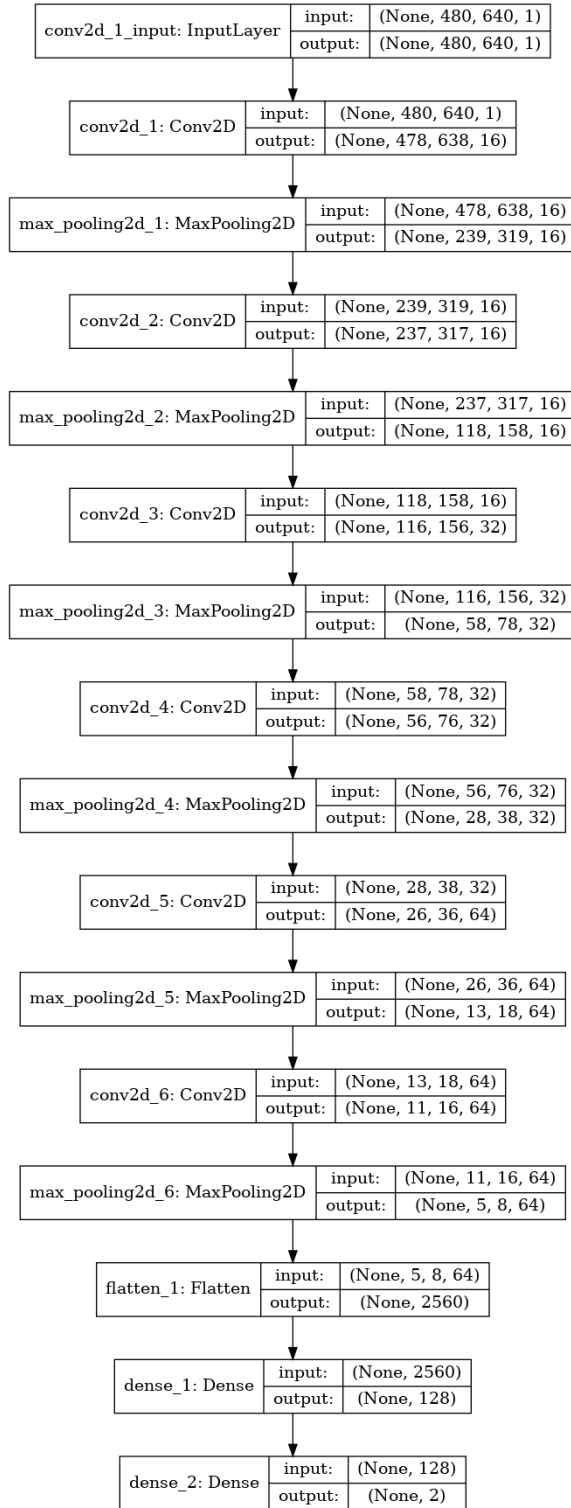 conv2d_1_input: InputLayer input: (None, 480, 640, 1)
output: (None, 480, 640, 1)
conv2d_1: Conv2D input: (None, 480, 640, 1)
output: (None, 478, 638, 16)
max_pooling2d_1: MaxPooling2D input: (None, 478, 638, 16)
output: (None, 239, 319, 16)
conv2d_2: Conv2D input: (None, 239, 319, 16)
output: (None, 237, 317, 16)
max_pooling2d_2: MaxPooling2D input: (None, 237, 317, 16)
output: (None, 118, 158, 16)
conv2d_3: Conv2D input: (None, 118, 158, 16)
output: (None, 116, 156, 32)
max_pooling2d_3: MaxPooling2D input: (None, 116, 156, 32)
output: (None, 58, 78, 32)
conv2d_4: Conv2D input: (None, 58, 78, 32)
output: (None, 56, 76, 32)
max_pooling2d_4: MaxPooling2D input: (None, 56, 76, 32)
output: (None, 28, 38, 32)
conv2d_5: Conv2D input: (None, 28, 38, 32)
output: (None, 26, 36, 64)
max_pooling2d_5: MaxPooling2D input: (None, 26, 36, 64)
output: (None, 13, 18, 64)
conv2d_6: Conv2D input: (None, 13, 18, 64)
output: (None, 11, 16, 64)
max_pooling2d_6: MaxPooling2D input: (None, 11, 16, 64)
output: (None, 5, 8, 64)
flatten_1: Flatten input: (None, 5, 8, 64)
output: (None, 2560)
dense_1: Dense input: (None, 2560)
output: (None, 128)
dense_2: Dense input: (None, 128)
output: (None, 2)